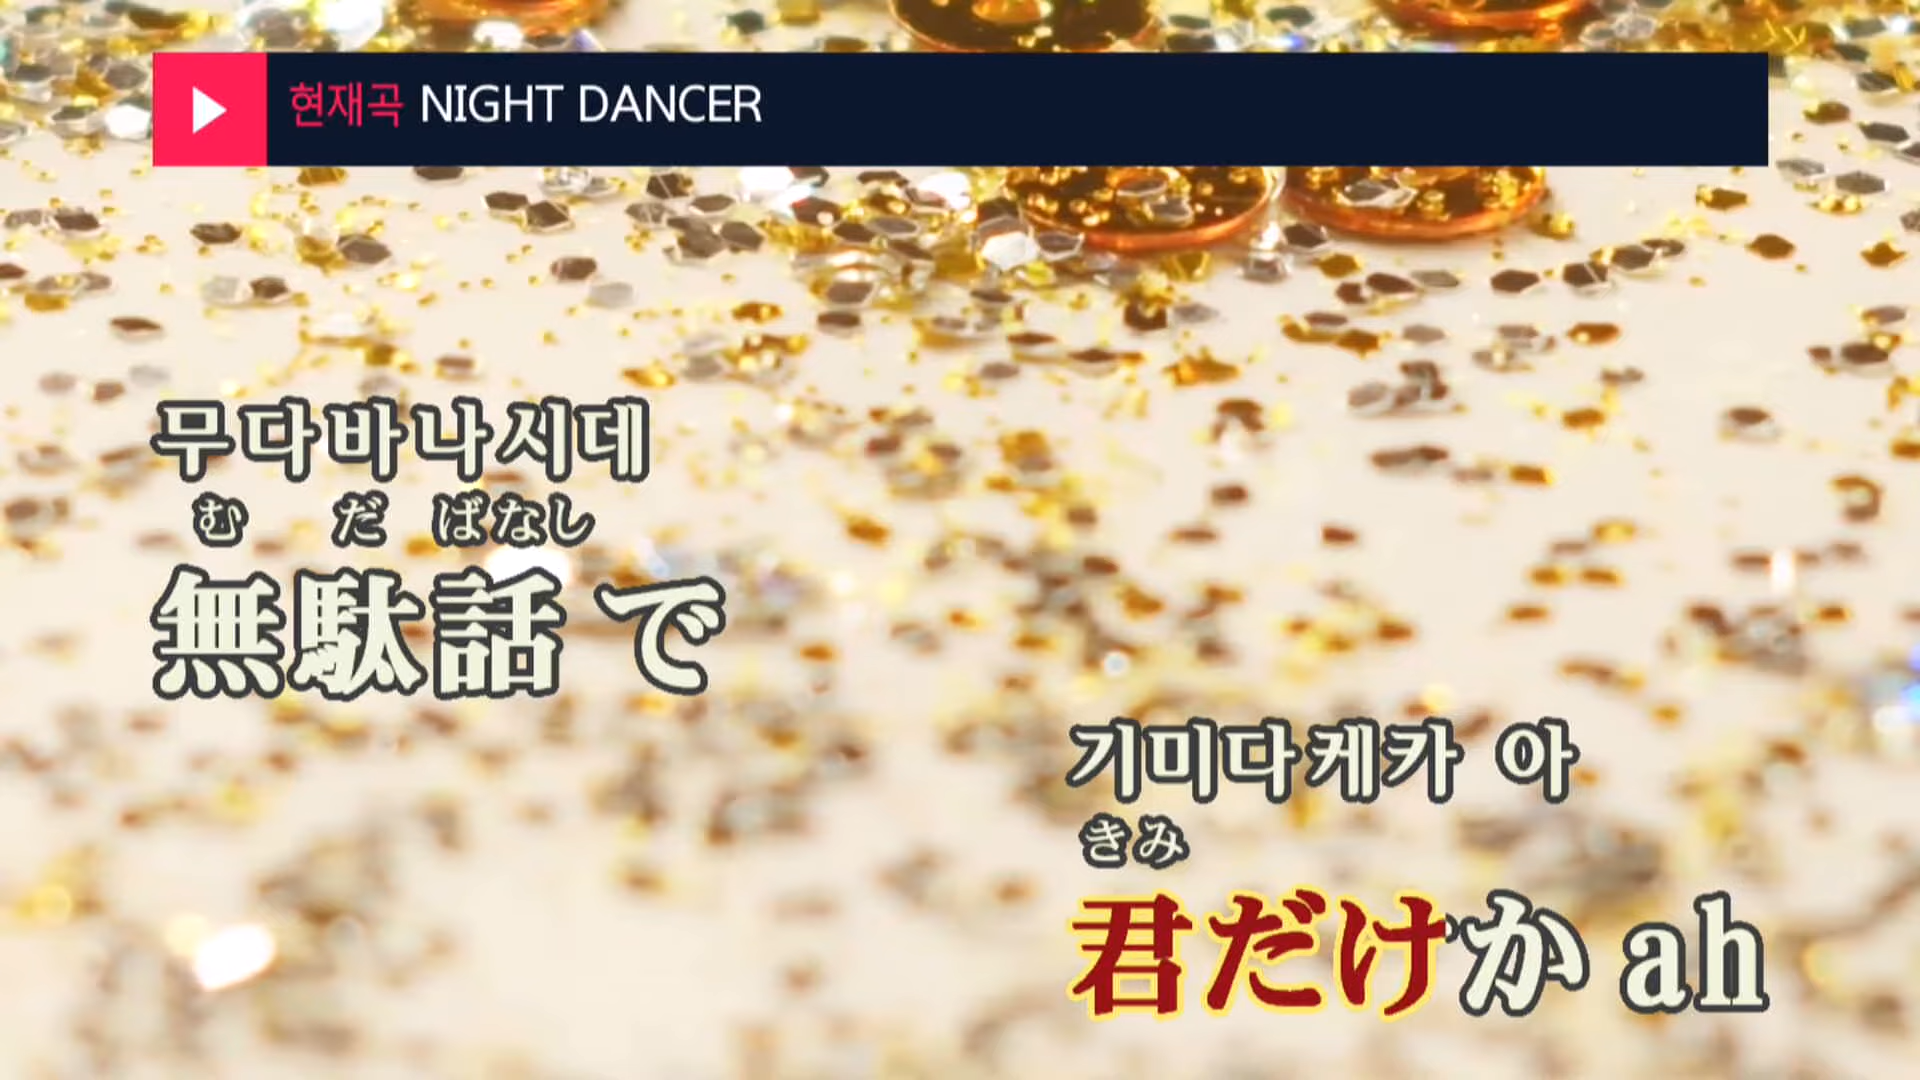 현재곡 NIGHT DANCER
무다바나시데
む だ ばなし
無駄話で
기미다케카 아
きみ
君だけか ah